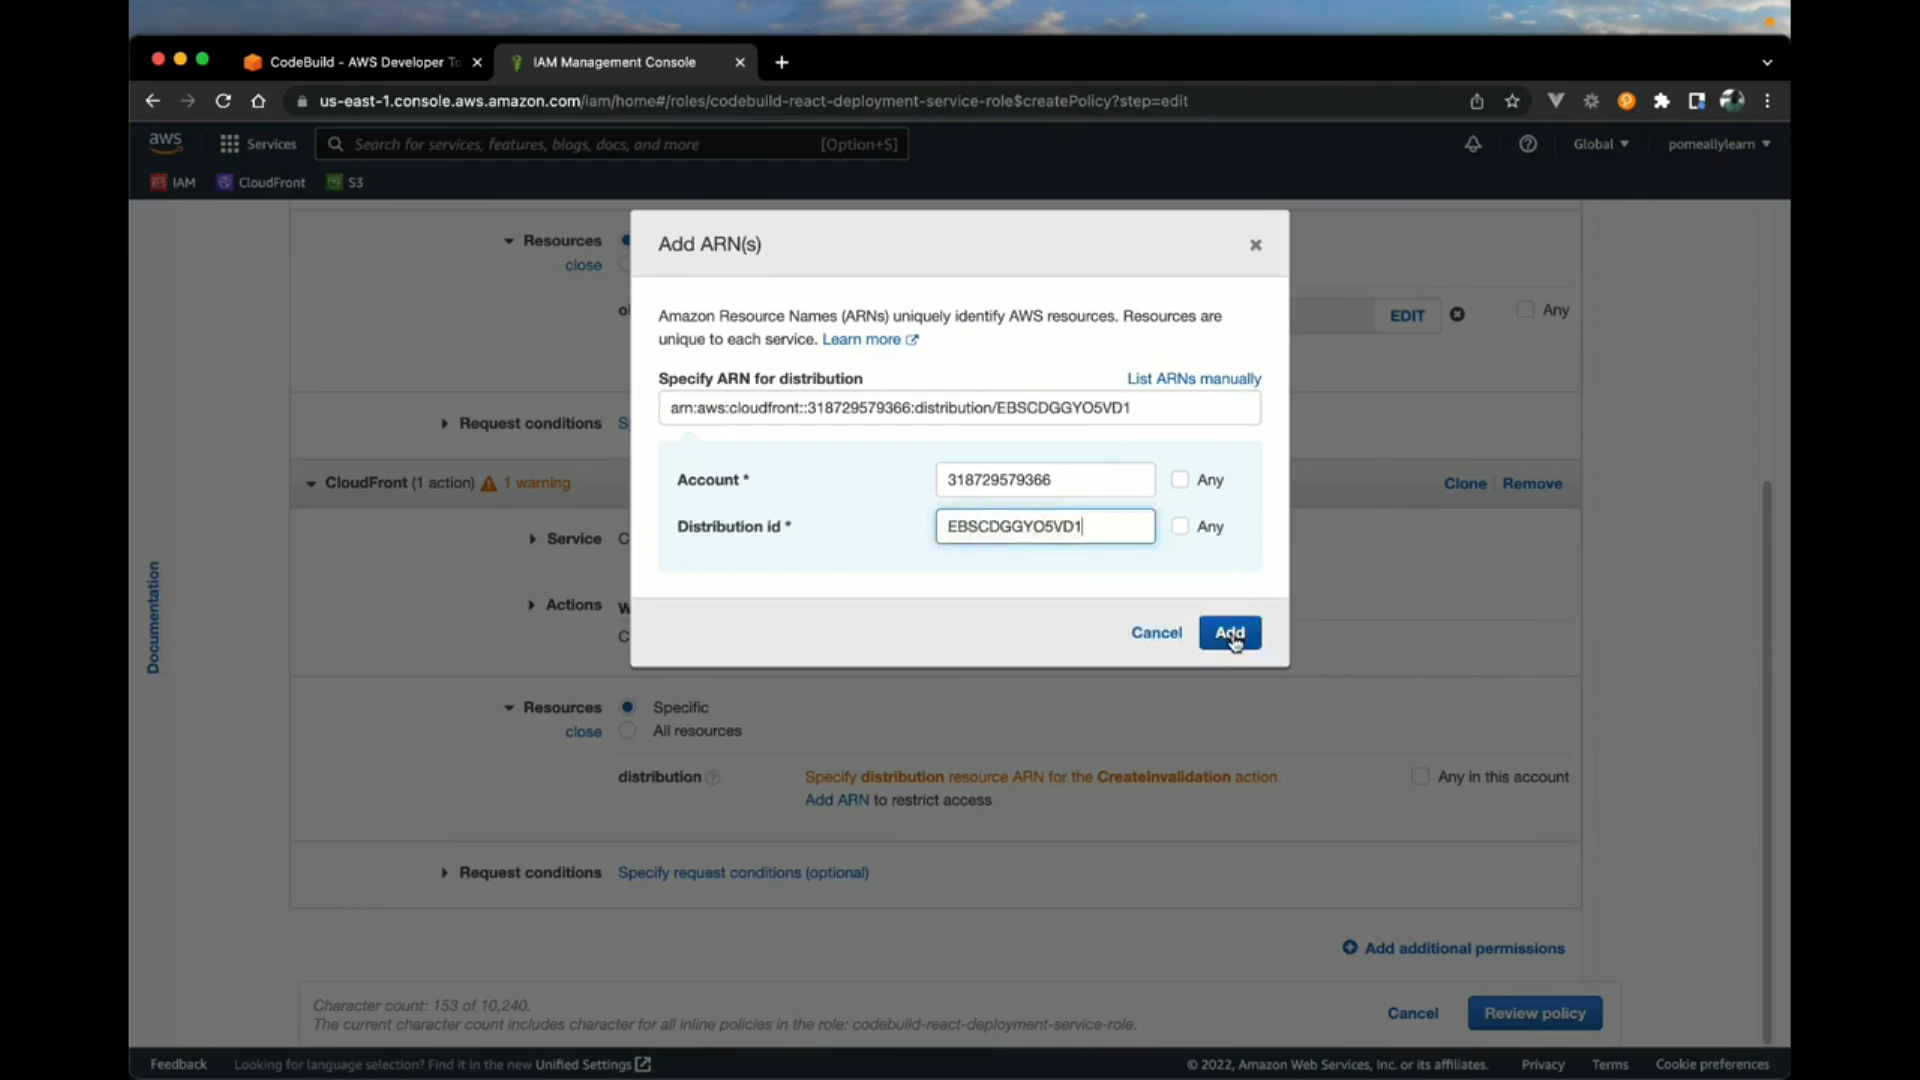 CodeBuild - AWS Developer To
IAM Management Console
us-east-1.console.aws.amazon.com/iam/home#/roles/codebuild-react-deployment-service-role$createPolicy?step=edit
aws
Services
Search for services, features, blogs, docs, and more
[Option+S]
Global
pomeallylearn
IAM
CloudFront
S3
Add ARN(s)
Resources
close
EDIT
Any
Amazon Resource Names (ARNs) uniquely identify AWS resources. Resources are
unique to each service. Learn more
Specify ARN for distribution
List ARNs manually
arn:aws:cloudfront::318729579366:distribution/EBSCDGGYO5VD1
Request conditions
Account *
318729579366
Any
CloudFront (1 action) 1 warning
Clone
Remove
Distribution id *
EBSCDGGYO5VD1
Any
Service
Actions
Cancel
Add
Documentation
Resources
close
Specific
All resources
distribution
Specify distribution resource ARN for the CreateInvalidation action.
Any in this account
Add ARN to restrict access
Request conditions
Specify request conditions (optional)
Add additional permissions
Character count: 153 of 10,240.
The current character count includes character for all inline policies in the role: codebuild-react-deployment-service-role.
Cancel
Review policy
Feedback
Looking for language selection? Find it in the new Unified Settings
© 2022, Amazon Web Services, Inc. or its affiliates.
Privacy
Terms
Cookie preferences